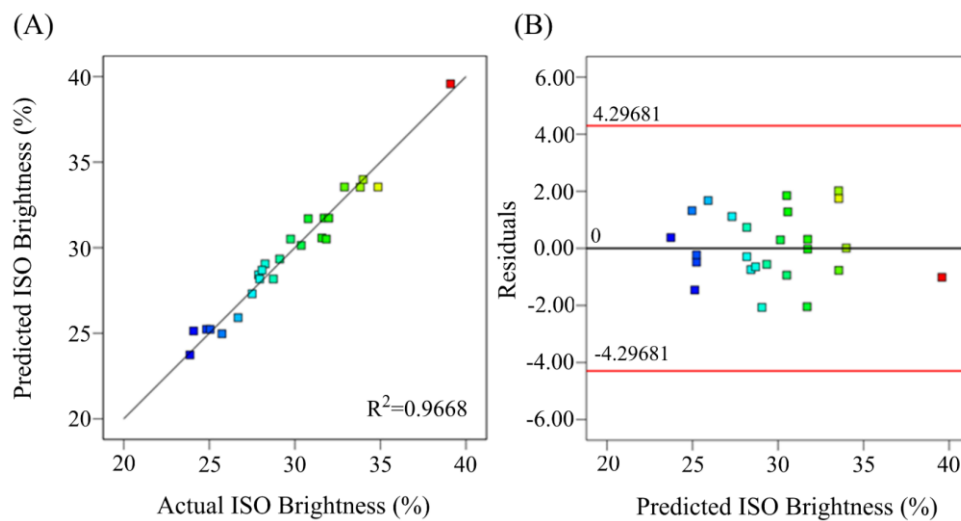 (A)
(B)
Predicted ISO Brightness (%)
40
35
30
25
20
R²=0.9668
20 25 30 35 40
Actual ISO Brightness (%)
Residuals
6.00
4.29681
4.00
2.00
0.00
0
-2.00
-4.00
-4.29681
-6.00
20 25 30 35 40
Predicted ISO Brightness (%)